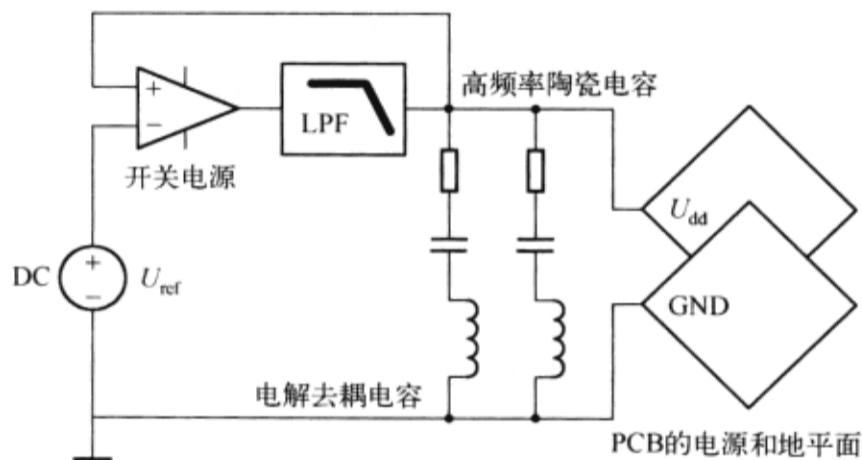 高频率陶瓷电容
+
−
LPF
开关电源
U_dd
DC
+
−
U_ref
GND
电解去耦电容
PCB的电源和地平面